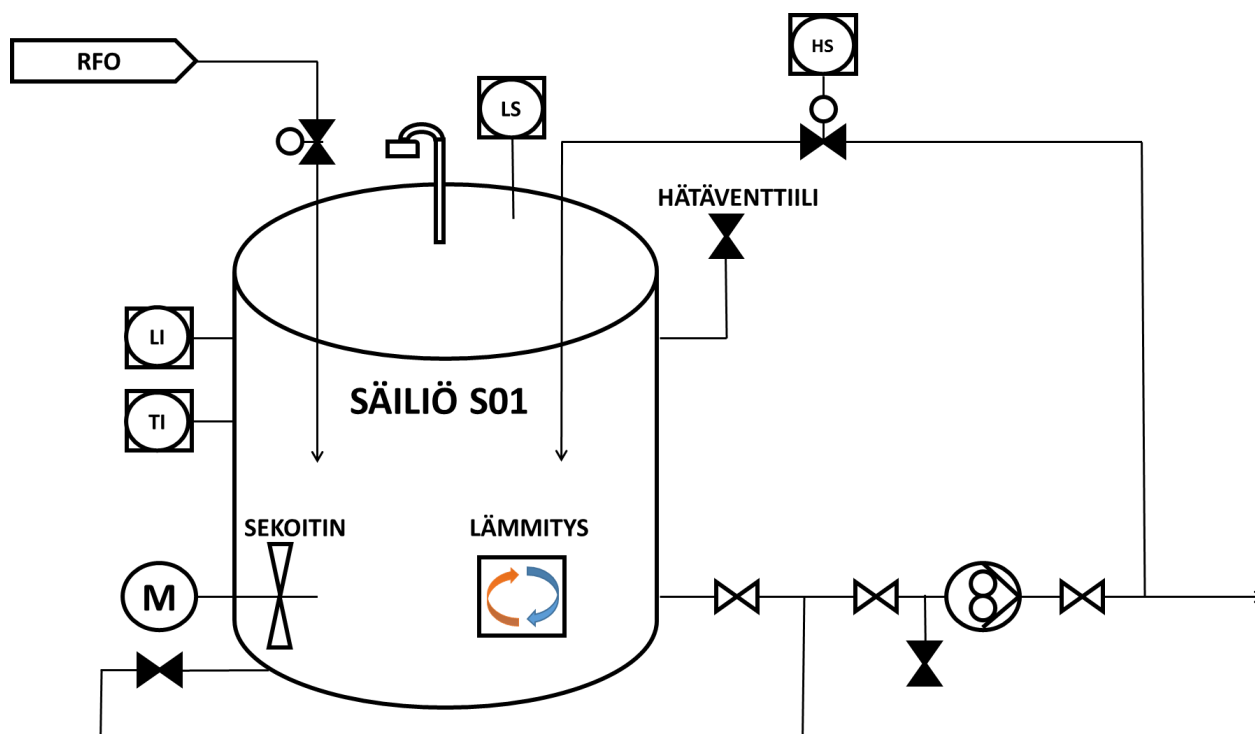 HS
RFO
LS
HÄTÄVENTTIILI
LI
SÄILIÖ S01
TI
SEKOITIN
LÄMMITYS
M